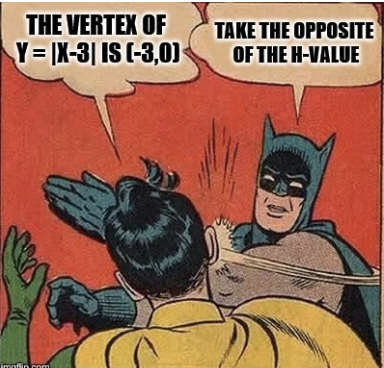 THE VERTEX OF
Y = |X-3| IS (-3,0)
TAKE THE OPPOSITE
OF THE H-VALUE
imgflip.com